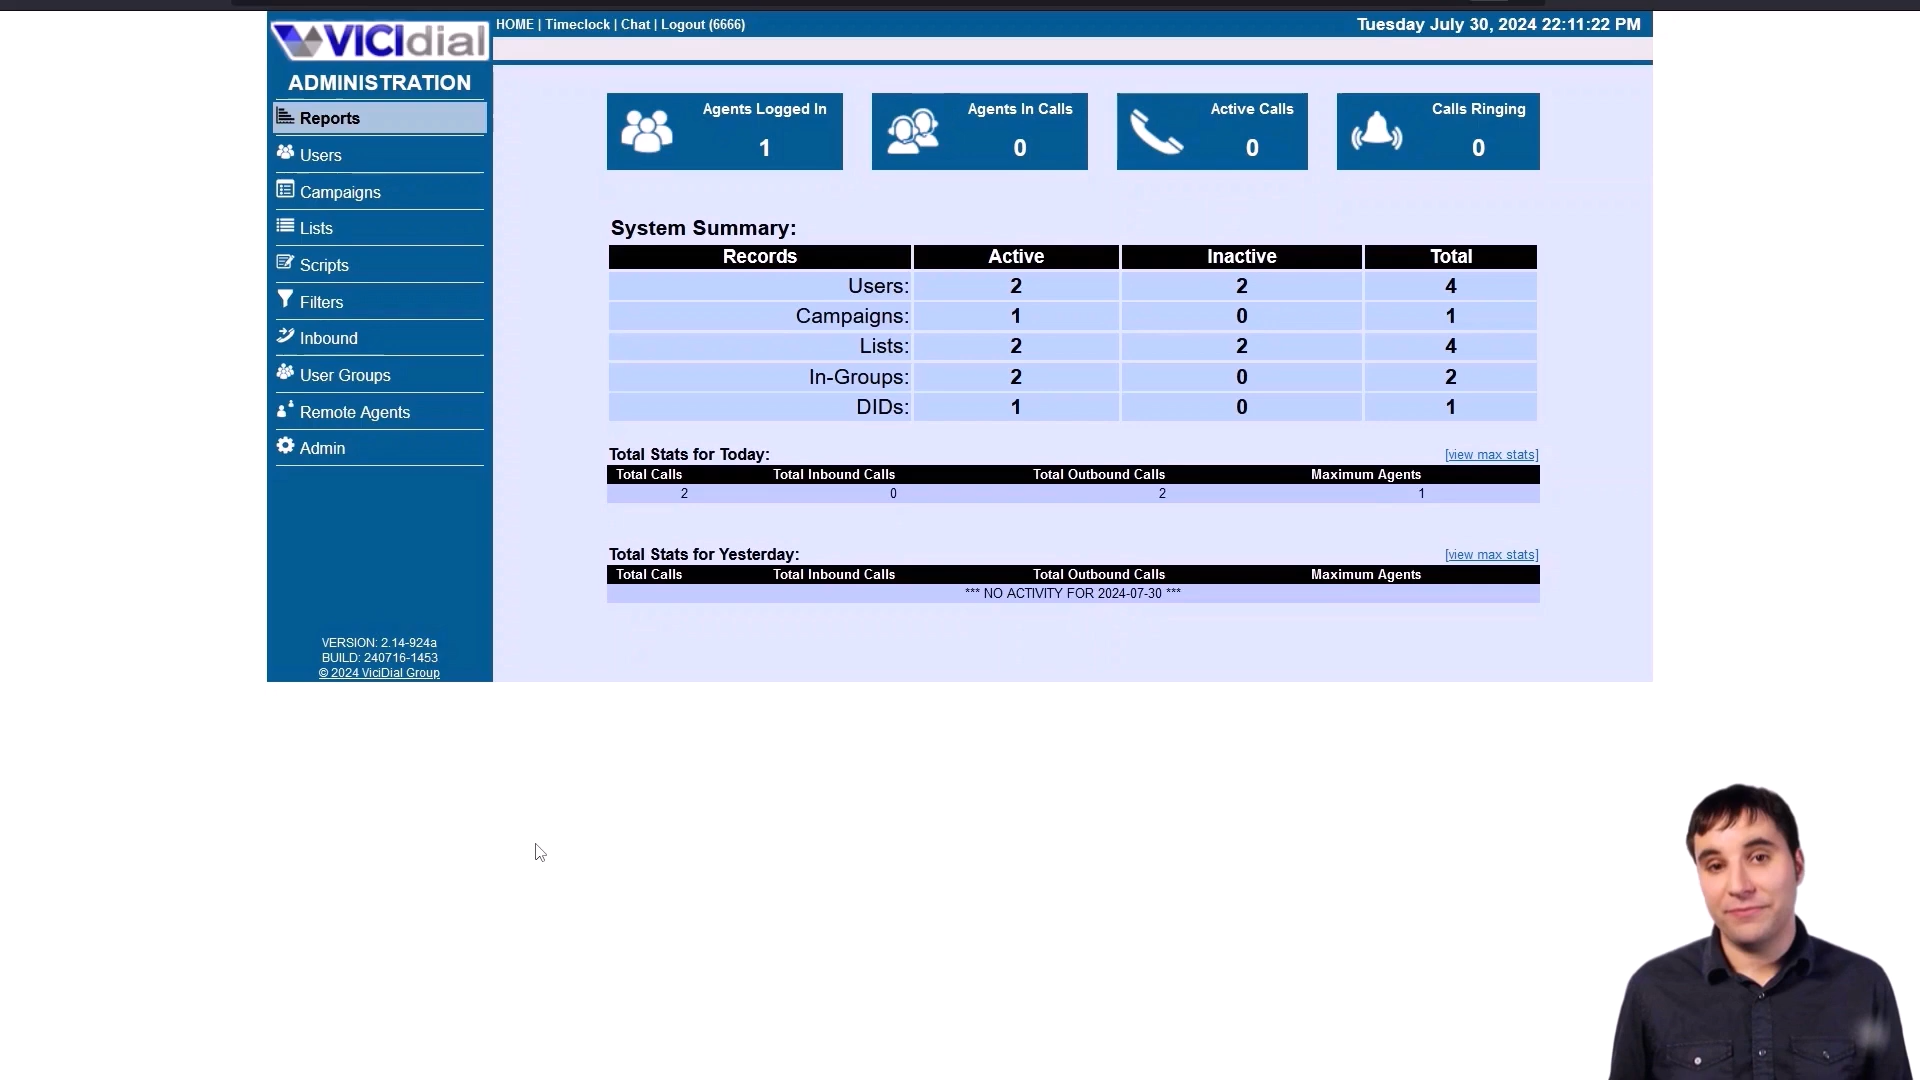 VICIdial
HOME | Timeclock | Chat | Logout (6666)
Tuesday July 30, 2024 22:11:22 PM
ADMINISTRATION
Reports
Users
Campaigns
Lists
Scripts
Filters
Inbound
User Groups
Remote Agents
Admin
VERSION: 2.14-924a
BUILD: 240716-1453
© 2024 ViciDial Group
Agents Logged In
1
Agents In Calls
0
Active Calls
0
Calls Ringing
0
System Summary:
Records Active Inactive Total
Users: 2 2 4
Campaigns: 1 0 1
Lists: 2 2 4
In-Groups: 2 0 2
DIDs: 1 0 1
Total Stats for Today: [view max stats]
Total Calls Total Inbound Calls Total Outbound Calls Maximum Agents
2 0 2 1
Total Stats for Yesterday: [view max stats]
Total Calls Total Inbound Calls Total Outbound Calls Maximum Agents
*** NO ACTIVITY FOR 2024-07-30 ***